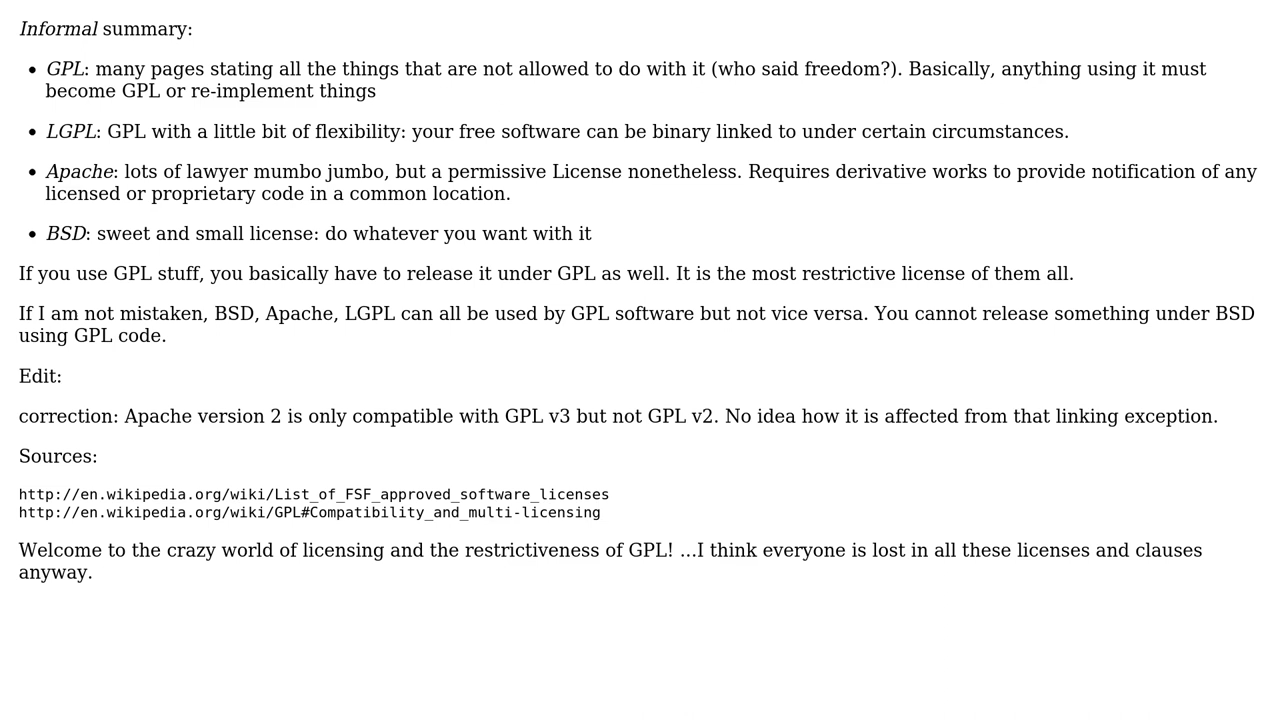 Informal summary:
• GPL: many pages stating all the things that are not allowed to do with it (who said freedom?). Basically, anything using it must
become GPL or re-implement things
• LGPL: GPL with a little bit of flexibility: your free software can be binary linked to under certain circumstances.
• Apache: lots of lawyer mumbo jumbo, but a permissive License nonetheless. Requires derivative works to provide notification of any
licensed or proprietary code in a common location.
• BSD: sweet and small license: do whatever you want with it
If you use GPL stuff, you basically have to release it under GPL as well. It is the most restrictive license of them all.
If I am not mistaken, BSD, Apache, LGPL can all be used by GPL software but not vice versa. You cannot release something under BSD
using GPL code.
Edit:
correction: Apache version 2 is only compatible with GPL v3 but not GPL v2. No idea how it is affected from that linking exception.
Sources:
http://en.wikipedia.org/wiki/List_of_FSF_approved_software_licenses
http://en.wikipedia.org/wiki/GPL#Compatibility_and_multi-licensing
Welcome to the crazy world of licensing and the restrictiveness of GPL! ...I think everyone is lost in all these licenses and clauses
anyway.